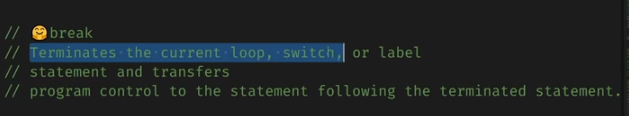 // 🤗break
// Terminates the current loop, switch, or label
// statement and transfers
// program control to the statement following the terminated statement.